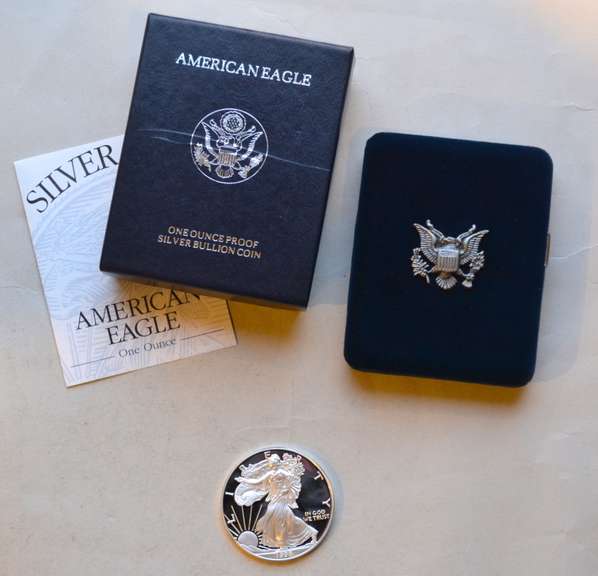 AMERICAN EAGLE
ONE OUNCE PROOF
SILVER BULLION COIN
SILVER
AMERICAN
EAGLE
One Ounce
LIBERTY
IN GOD
WE TRUST